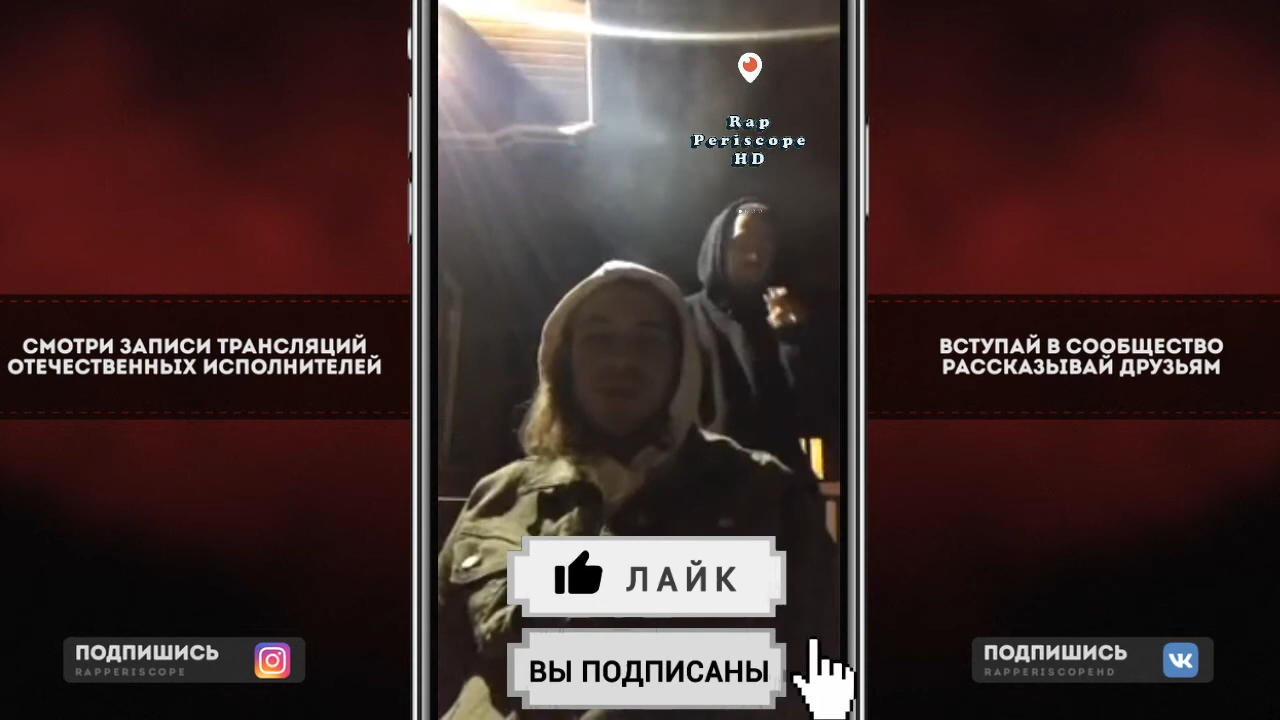 Rap
Periscope
HD
СМОТРИ ЗАПИСИ ТРАНСЛЯЦИЙ
ОТЕЧЕСТВЕННЫХ ИСПОЛНИТЕЛЕЙ
ВСТУПАЙ В СООБЩЕСТВО
РАССКАЗЫВАЙ ДРУЗЬЯМ
ЛАЙК
ВЫ ПОДПИСАНЫ
ПОДПИШИСЬ
RAPPERISCOPE
ПОДПИШИСЬ
RAPPERISCOPEHD